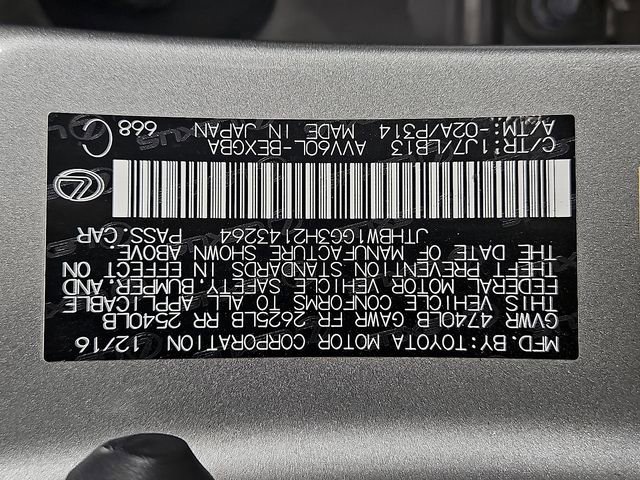 MFD.BY:TOYOTA MOTOR CORPORATION 12/16
GVWR 4740LB GAWR FR 2625LB RR 2540LB
THIS VEHICLE CONFORMS TO ALL APPLICABLE
FEDERAL MOTOR VEHICLE SAFETY, BUMPER, AND
THEFT PREVENTION STANDARDS IN EFFECT ON
THE DATE OF MANUFACTURE SHOWN ABOVE.
JTHBW1GG3H2143264 PASS.CAR
C/TR: 1J7/LB13 AVV60L-BEXGBA C
A/TM:-02A/P314 MADE IN JAPAN 668